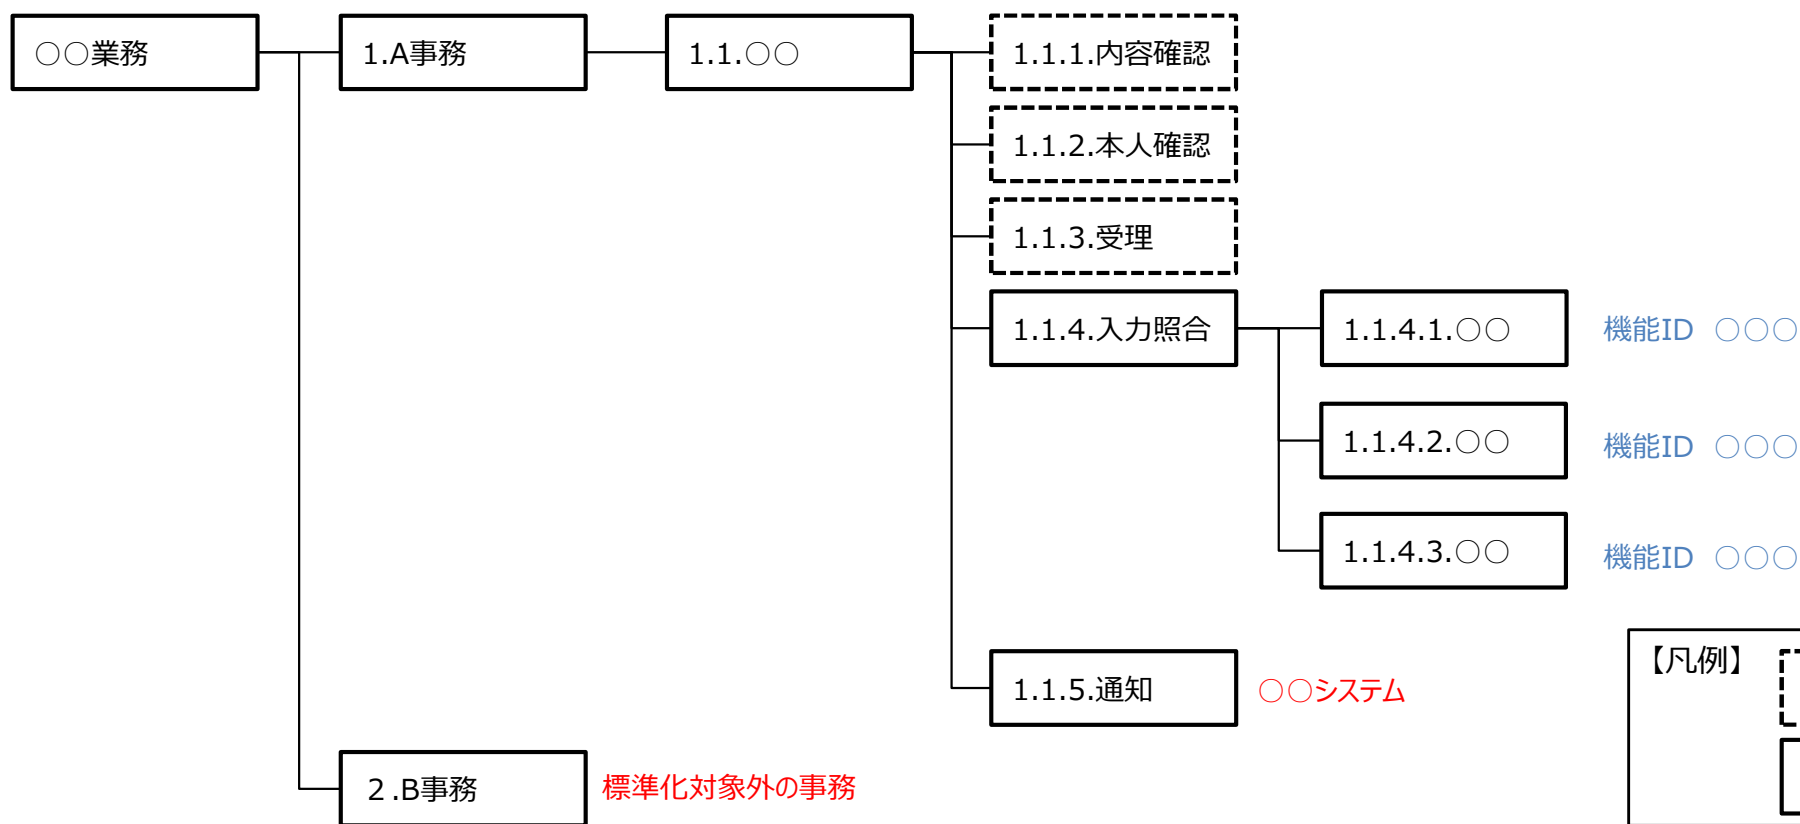 ○○業務
1.A事務
1.1.○○
1.1.1.内容確認
1.1.2.本人確認
1.1.3.受理
1.1.4.入力照合
1.1.4.1.○○
機能ID ○○○
1.1.4.2.○○
機能ID ○○○
1.1.4.3.○○
機能ID ○○○
【凡例】
1.1.5.通知
○○システム
２.B事務
標準化対象外の事務